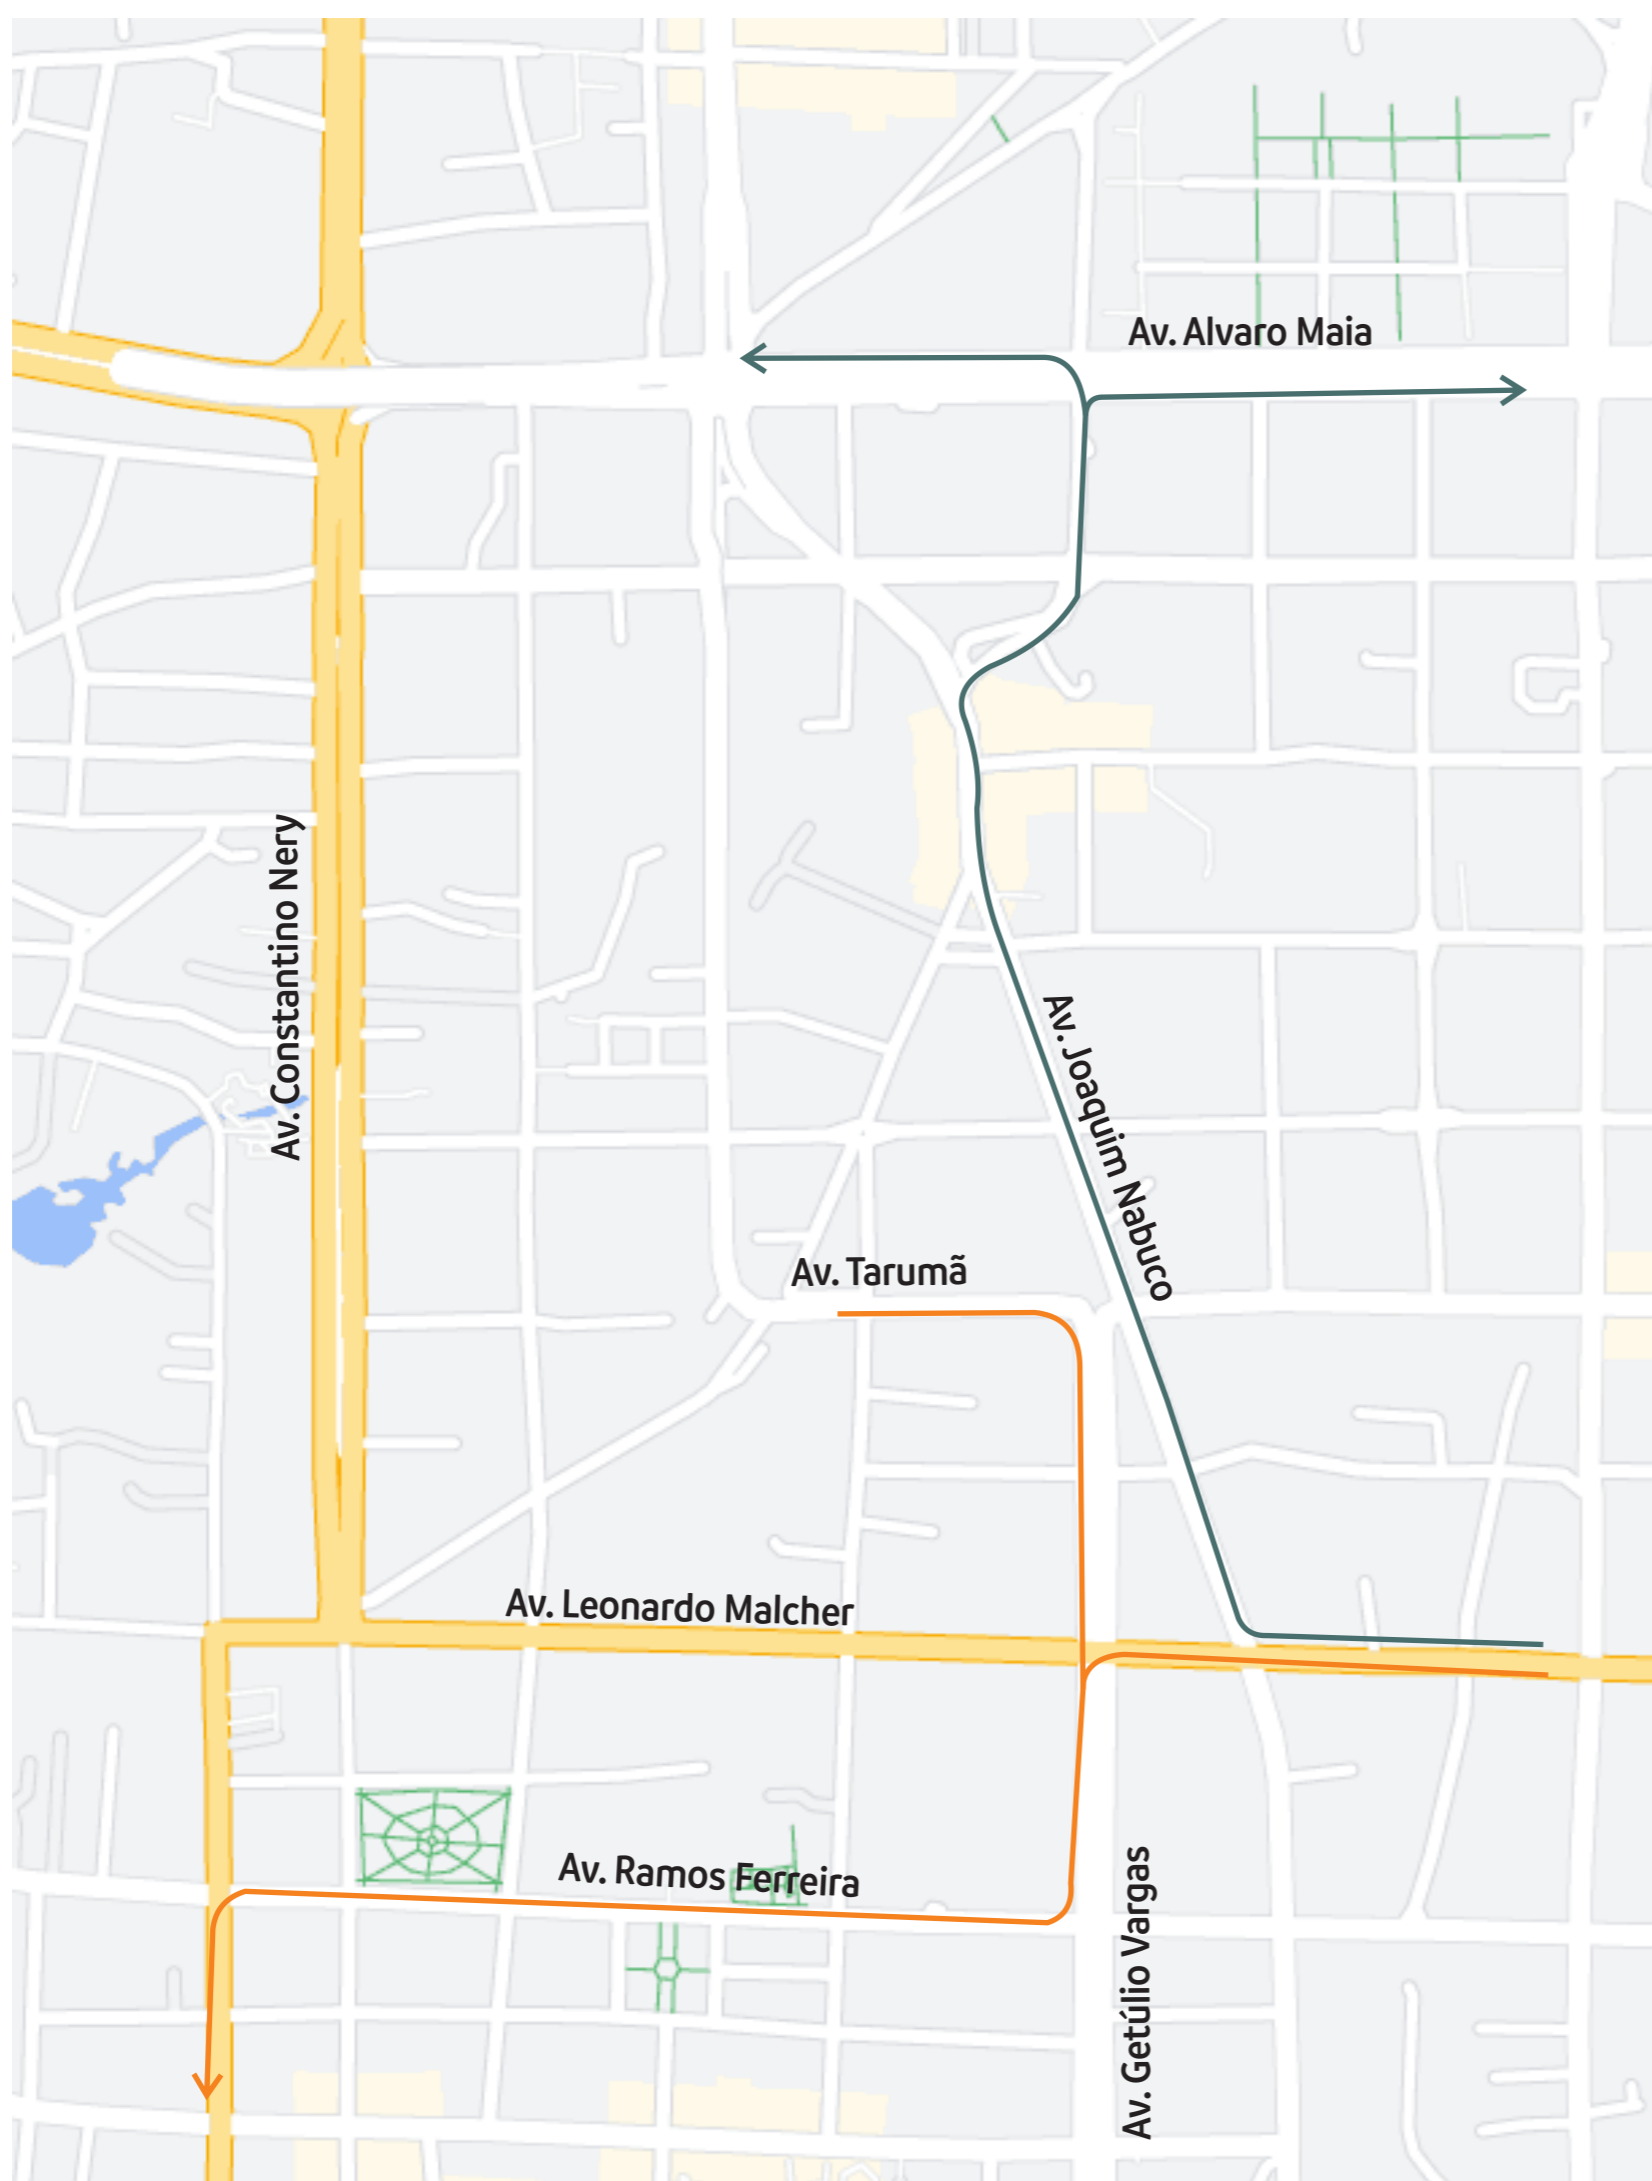 Av. Alvaro Maia
Av. Constantino Nery
Av. Joaquim Nabuco
Av. Tarumã
Av. Leonardo Malcher
Av. Ramos Ferreira
Av. Getúlio Vargas